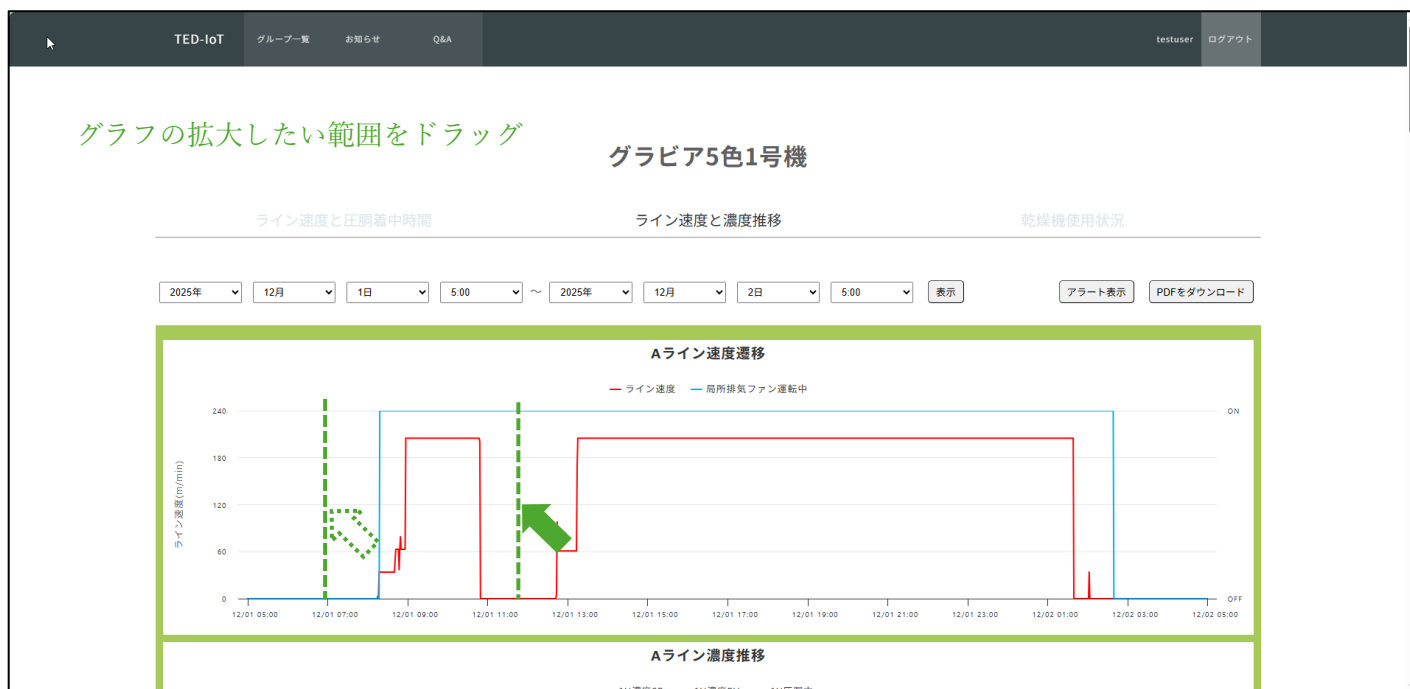 TED-IoT グループ一覧 お知らせ Q&A testuser ログアウト
グラフの拡大したい範囲をドラッグ
グラビア5色1号機
ライン速度と圧胴着中時間 ライン速度と濃度推移 乾燥機使用状況
2025年 12月 1日 5:00 ～ 2025年 12月 2日 5:00 表示 アラート表示 PDFをダウンロード
Aライン速度遷移
ライン速度 局所排気ファン運転中
240 ON
180
ライン速度(m/min)
120
60
0 OFF
12/01 05:00 12/01 07:00 12/01 09:00 12/01 11:00 12/01 13:00 12/01 15:00 12/01 17:00 12/01 19:00 12/01 21:00 12/01 23:00 12/02 01:00 12/02 03:00 12/02 05:00
Aライン濃度推移